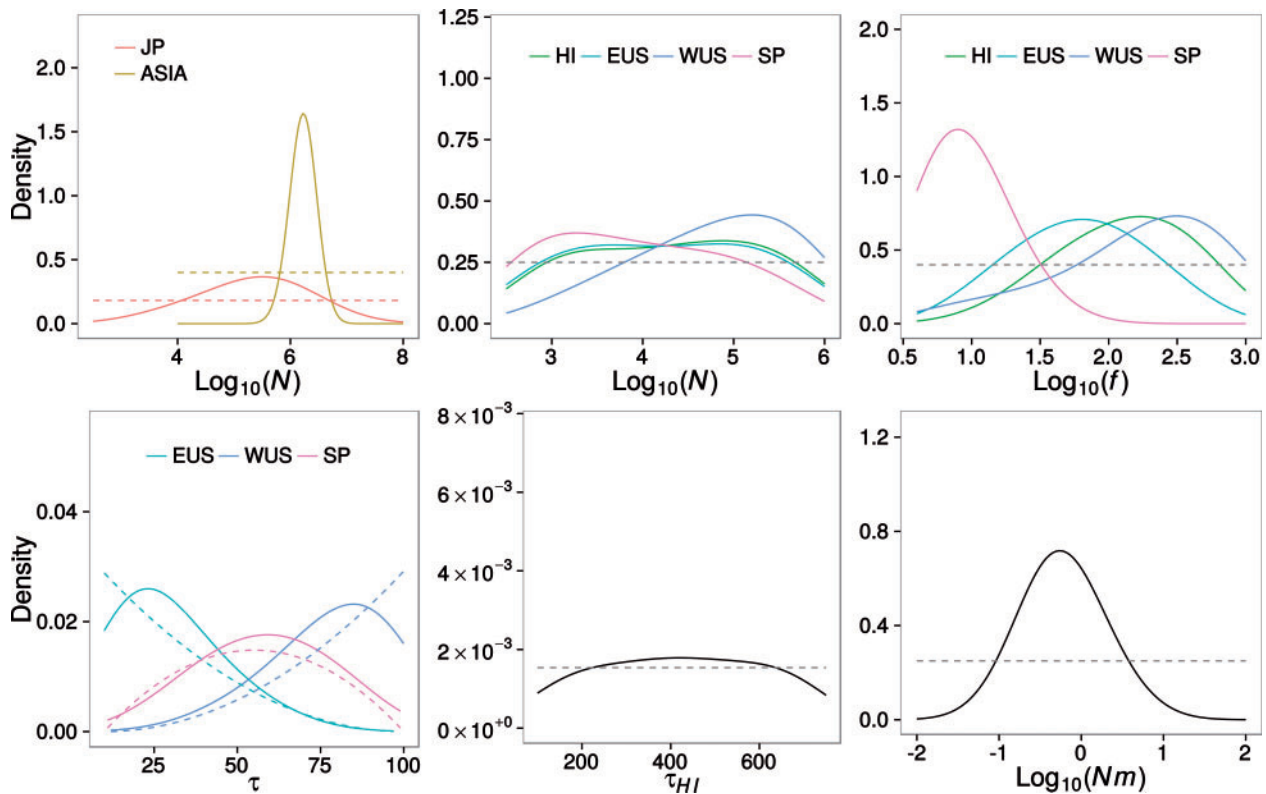 JP
ASIA
Density
2.0
1.5
1.0
0.5
0.0
4 6 8
Log₁₀(N)
HI EUS WUS SP
1.25
1.00
0.75
0.50
0.25
0.00
3 4 5 6
Log₁₀(N)
HI EUS WUS SP
2.0
1.5
1.0
0.5
0.0
0.5 1.0 1.5 2.0 2.5 3.0
Log₁₀(f)
EUS WUS SP
Density
0.04
0.02
0.00
25 50 75 100
τ
8×10⁻³
6×10⁻³
4×10⁻³
2×10⁻³
0×10⁺⁰
200 400 600
τHI
1.2
0.8
0.4
0.0
-2 -1 0 1 2
Log₁₀(Nm)